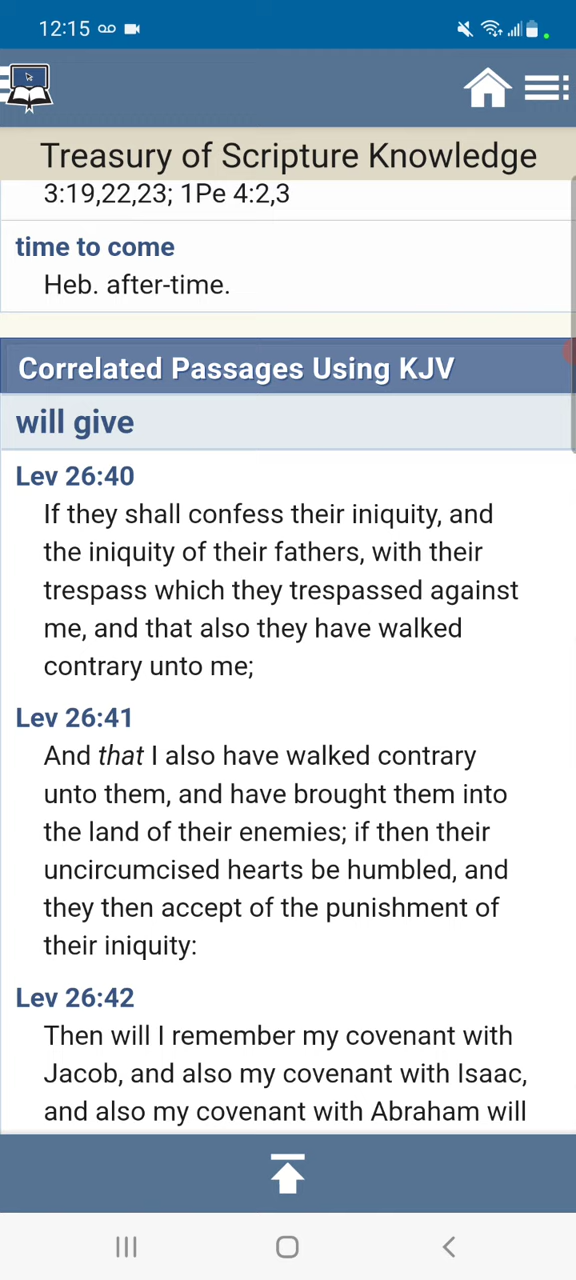 12:15
Treasury of Scripture Knowledge
3:19,22,23; 1Pe 4:2,3
time to come
Heb. after-time.
Correlated Passages Using KJV
will give
Lev 26:40
If they shall confess their iniquity, and
the iniquity of their fathers, with their
trespass which they trespassed against
me, and that also they have walked
contrary unto me;
Lev 26:41
And that I also have walked contrary
unto them, and have brought them into
the land of their enemies; if then their
uncircumcised hearts be humbled, and
they then accept of the punishment of
their iniquity:
Lev 26:42
Then will I remember my covenant with
Jacob, and also my covenant with Isaac,
and also my covenant with Abraham will